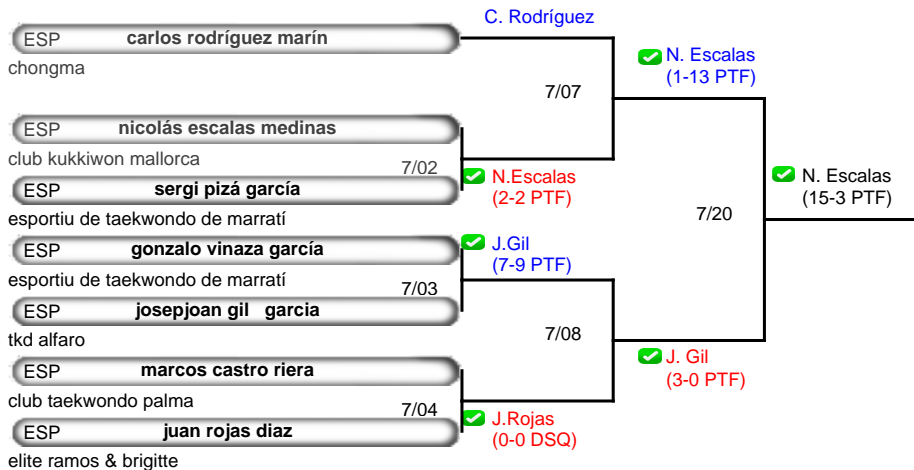 C. Rodríguez
ESP carlos rodríguez marín
chongma
N. Escalas
(1-13 PTF)
7/07
ESP nicolás escalas medinas
club kukkiwon mallorca
7/02
N.Escalas
(2-2 PTF)
ESP sergi pizá garcía
esportiu de taekwondo de marratí
N. Escalas
(15-3 PTF)
7/20
ESP gonzalo vinaza garcía
esportiu de taekwondo de marratí
J.Gil
(7-9 PTF)
7/03
ESP josepjoan gil garcia
tkd alfaro
7/08
ESP marcos castro riera
club taekwondo palma
J. Gil
(3-0 PTF)
7/04
J.Rojas
(0-0 DSQ)
ESP juan rojas diaz
elite ramos & brigitte